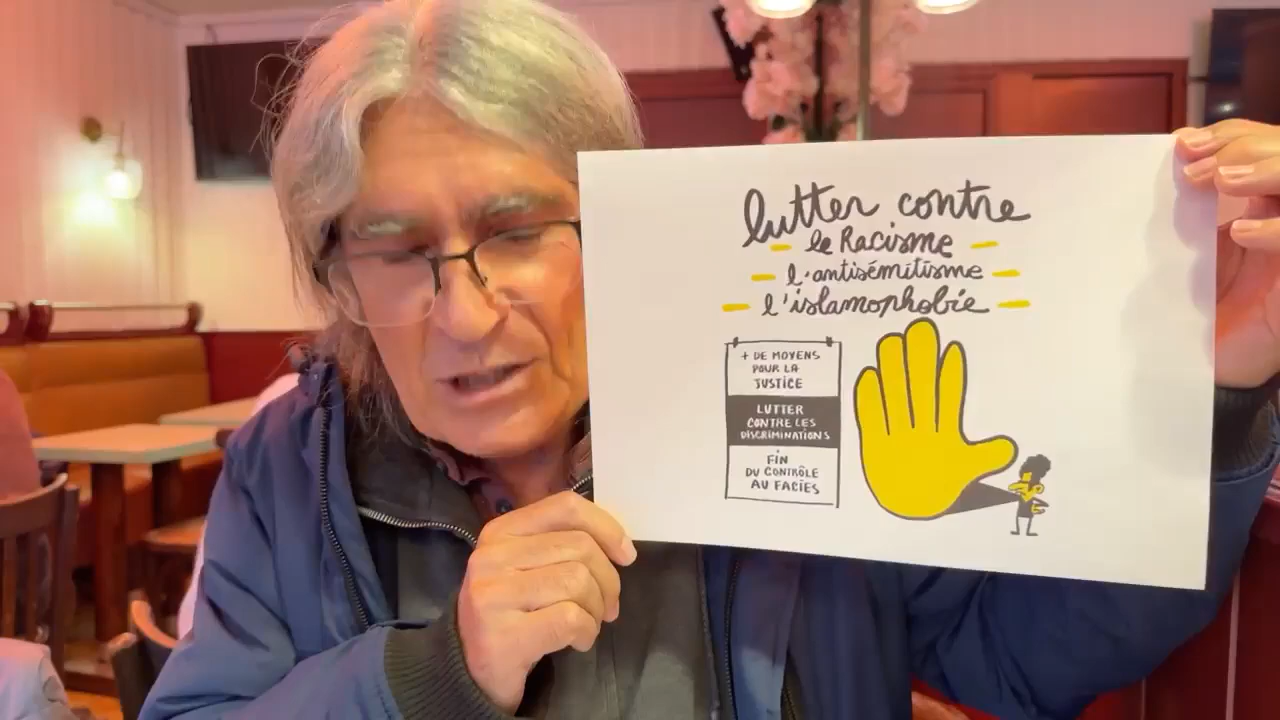 lutter contre
le Racisme
l'antisémitisme
l'islamophobie
+ DE MOYENS
POUR LA
JUSTICE
LUTTER
CONTRE LES
DISCRIMINATIONS
FIN
DU CONTRÔLE
AU FACIES